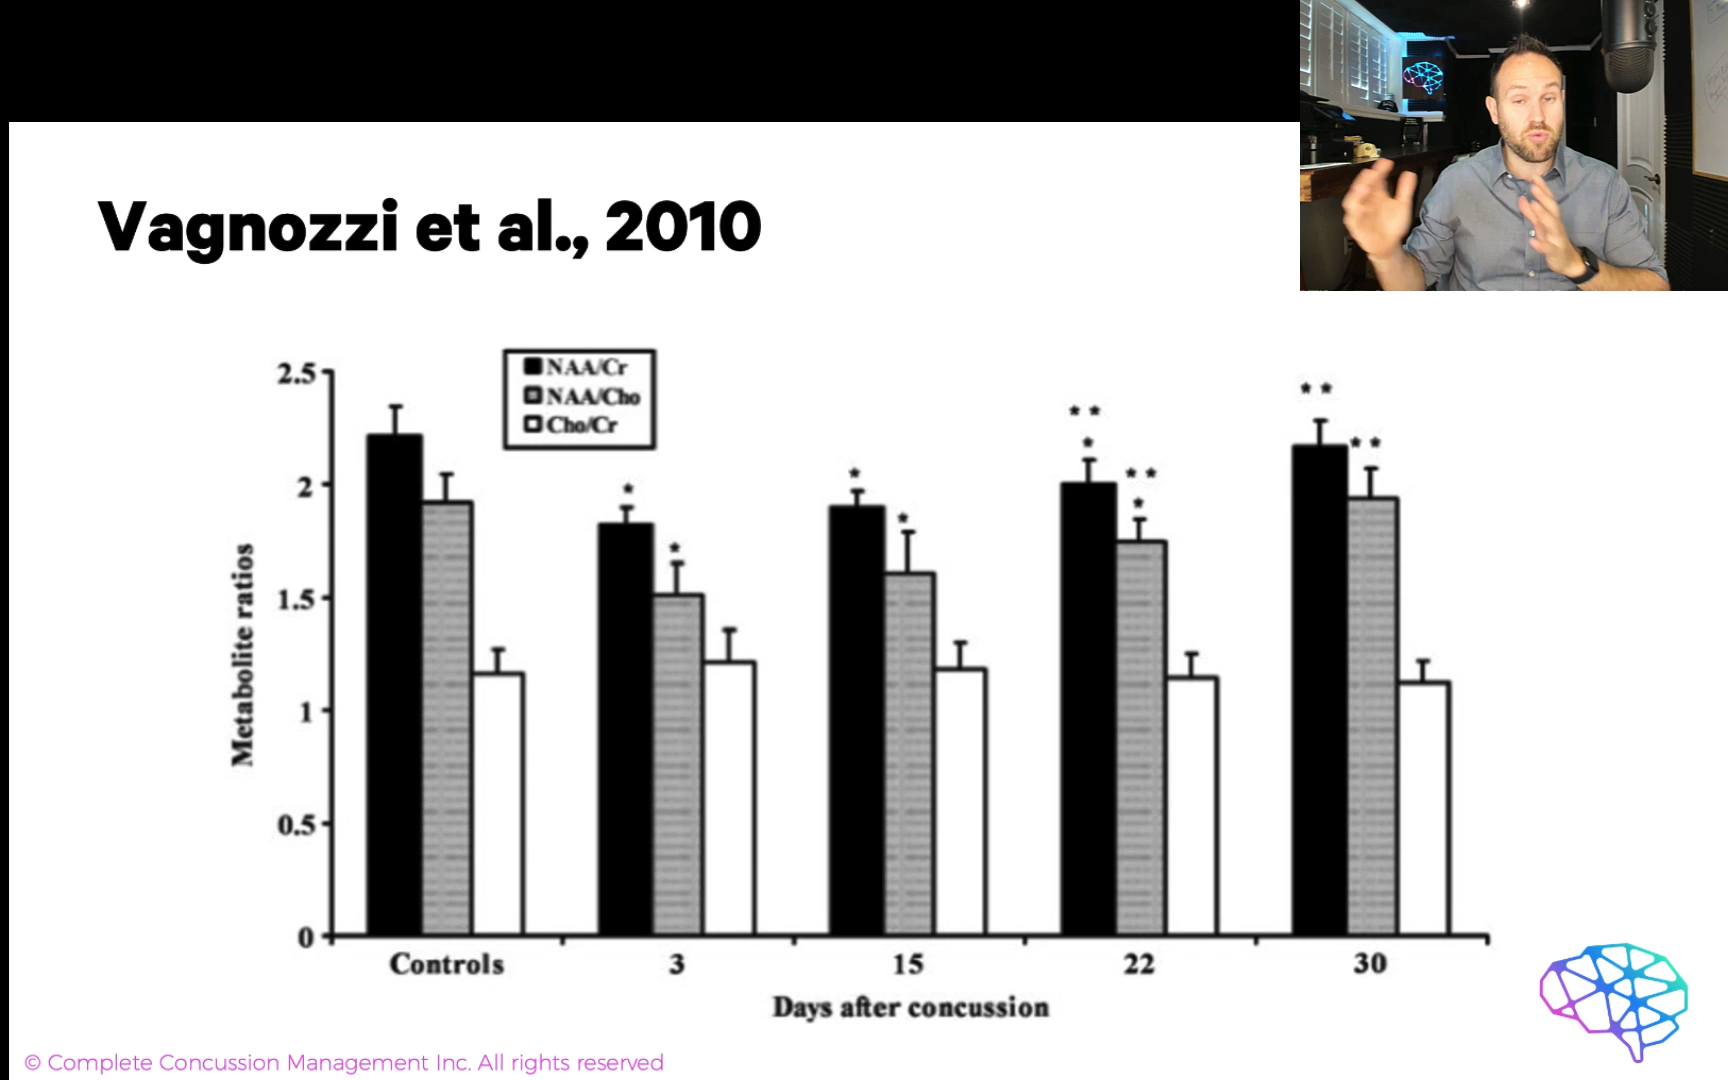 Vagnozzi et al., 2010
NAA/Cr
NAA/Cho
Cho/Cr
2.5
2
1.5
1
0.5
0
Metabolite ratios
*
*
*
*
* *
*
* *
*
* *
* *
Controls
3
15
22
30
Days after concussion
© Complete Concussion Management Inc. All rights reserved